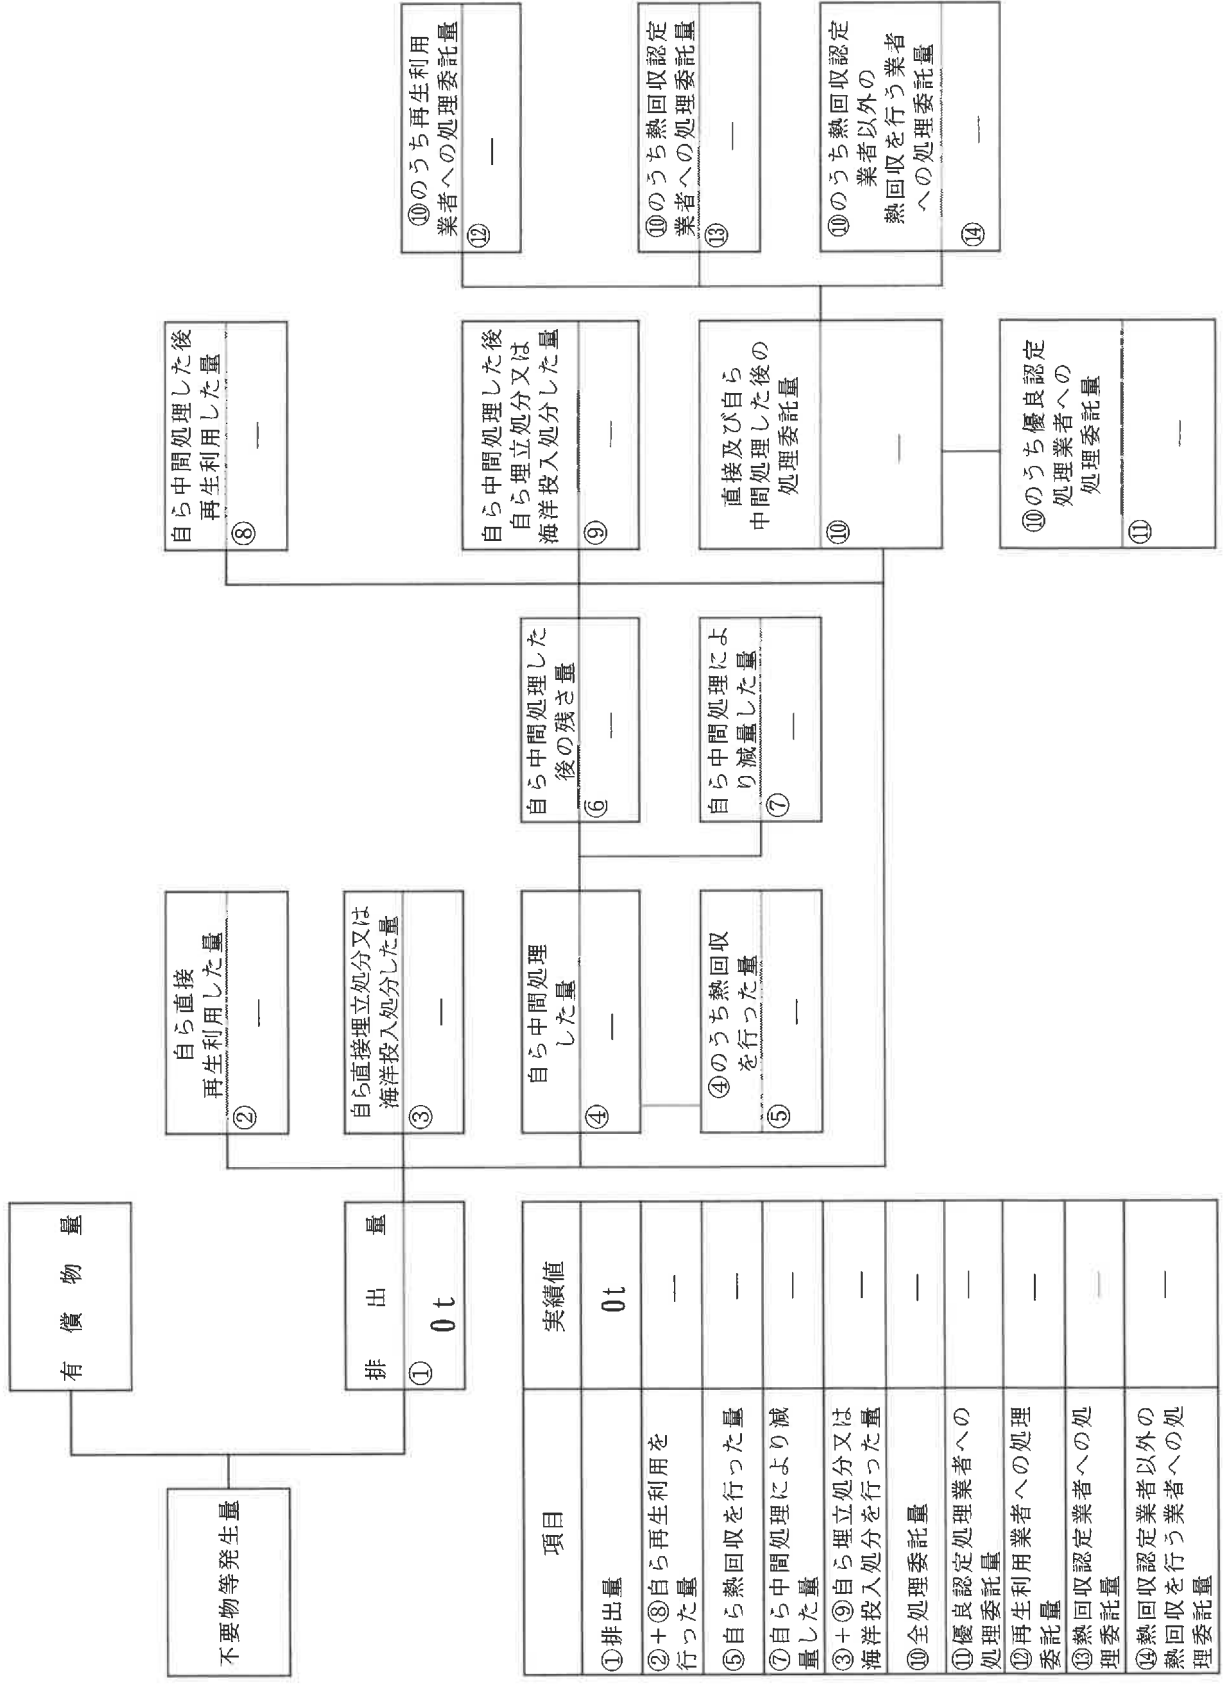 不要物等発生量
有償物量
排出量
①
0t
自ら直接
再生利用した量
②
—
自ら直接埋立処分又は
海洋投入処分した量
③
—
自ら中間処理
した量
④
—
④のうち熱回収
を行った量
⑤
—
自ら中間処理した
後の残さ量
⑥
—
自ら中間処理によ
り減量した量
⑦
—
自ら中間処理した後
再生利用した量
⑧
—
自ら中間処理した後
自ら埋立処分又は
海洋投入処分した量
⑨
—
直接及び自ら
中間処理した後の
処理委託量
⑩
—
⑩のうち優良認定
処理業者への
処理委託量
⑪
—
⑩のうち再生利用
業者への処理委託量
⑫
—
⑩のうち熱回収認定
業者への処理委託量
⑬
—
⑩のうち熱回収認定
業者以外の
熱回収を行う業者
への処理委託量
⑭
—
項目 実績値
①排出量 0t
②+⑧自ら再生利用を
行った量 —
⑤自ら熱回収を行った量 —
⑦自ら中間処理により減
量した量 —
③+⑨自ら埋立処分又は
海洋投入処分を行った量 —
⑩全処理委託量 —
⑪優良認定処理業者への
処理委託量 —
⑫再生利用業者への処理
委託量 —
⑬熱回収認定業者への処
理委託量 —
⑭熱回収認定業者以外の
熱回収を行う業者への処
理委託量 —